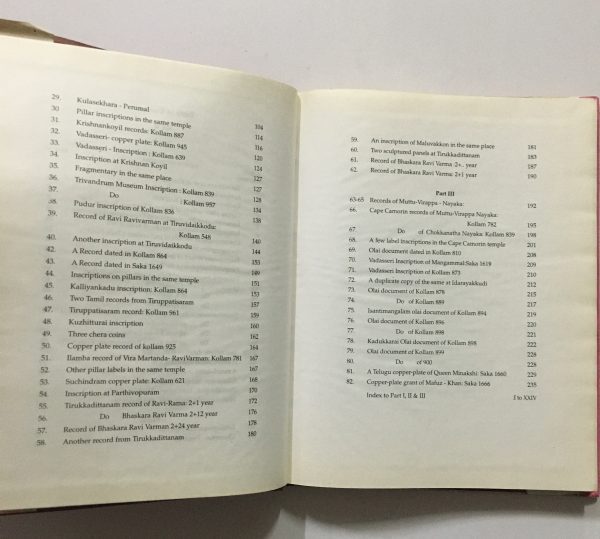 29. Kulasekhara - Perumal
30 Pillar inscriptions in the same temple 104
31. Krishnankoyil records: Kollam 887 114
32. Vadasseri- copper plate: Kollam 945 116
33. Vadasseri - Inscription: Kollam 639 120
34. Inscription at Krishnan Koyil 124
35. Fragmentary in the same place 127
36. Trivandrum Museum Inscription : Kollam 839 127
37. Do : Kollam 957 128
38. Pudur inscription of Kollam 836 134
39. Record of Ravi Ravivarman at Tiruvidaikkodu: 138
Kollam 548
40. Another inscription at Tiruvidaikkodu 140
42. A Record dated in Kollam 864 144
43. A Record dated in Saka 1649 153
44. Inscriptions on pillars in the same temple 151
45. Kalliyankadu inscription: Kollam 864 153
46. Two Tamil records from Tiruppatisaram 157
47. Tiruppatisaram record: Kollam 961 159
48. Kuzhitturai inscription 160
49. Three chera coins 162
50. Copper plate record of kollam 925 164
51. Ilamba record of Vira Martanda- RaviVarman: Kollam 781 167
52. Other pillar labels in the same temple 167
53. Suchindram copper plate: Kollam 621 168
54. Inscription at Parthivopuram 170
55. Tirukkadittanam record of Ravi-Rama: 2+1 year 172
56. Do Bhaskara Ravi Varma 2+12 year 176
57. Record of Bhaskara Ravi Varman 2+24 year 178
58. Another record from Tirukkadittanam 180
59. An inscription of Maluvakkon in the same place 181
60. Two sculptured panels at Tirukkadittanam 183
61. Record of Bhaskara Ravi Varma ·2+.. year 187
62. Record of Bhaskara Ravi Varma: 2+1 year 190
Part III
63-65 Records of Muttu-Virappa - Nayaka: 192
66. Cape Camorin records of Muttu-Virappa Nayaka:
Kollam 782 195
67. Do of Chokkanatha Nayaka: Kollam 839 198
68. A few label inscriptions in the Cape Camorin temple 201
69. Olai document dated in Kollam 810 208
70. Vadasseri Inscription of Mangammal:Saka 1619 209
71. Vadasseri Inscription of Kollam 873 210
72. A duplicate copy of the same at Idarayakkudi 212
73. Olai document of Kollam 878 215
74. Do of Kollam 889 212
75. Isantimangalam olai document of Kollam 894 217
76. Olai document of Kollam 896 220
77. Do of Kollam 898 222
78. Kadukkarai Olai document of Kollam 898 221
79. Olai document of Kollam 899 228
80. Do of 900 228
81. A Telugu copper-plate of Queen Minakshi: Saka 1660 229
82. Copper-plate grant of Mafuz - Khan: Saka 1666 235
Index to Part I, II & III I to XXIV